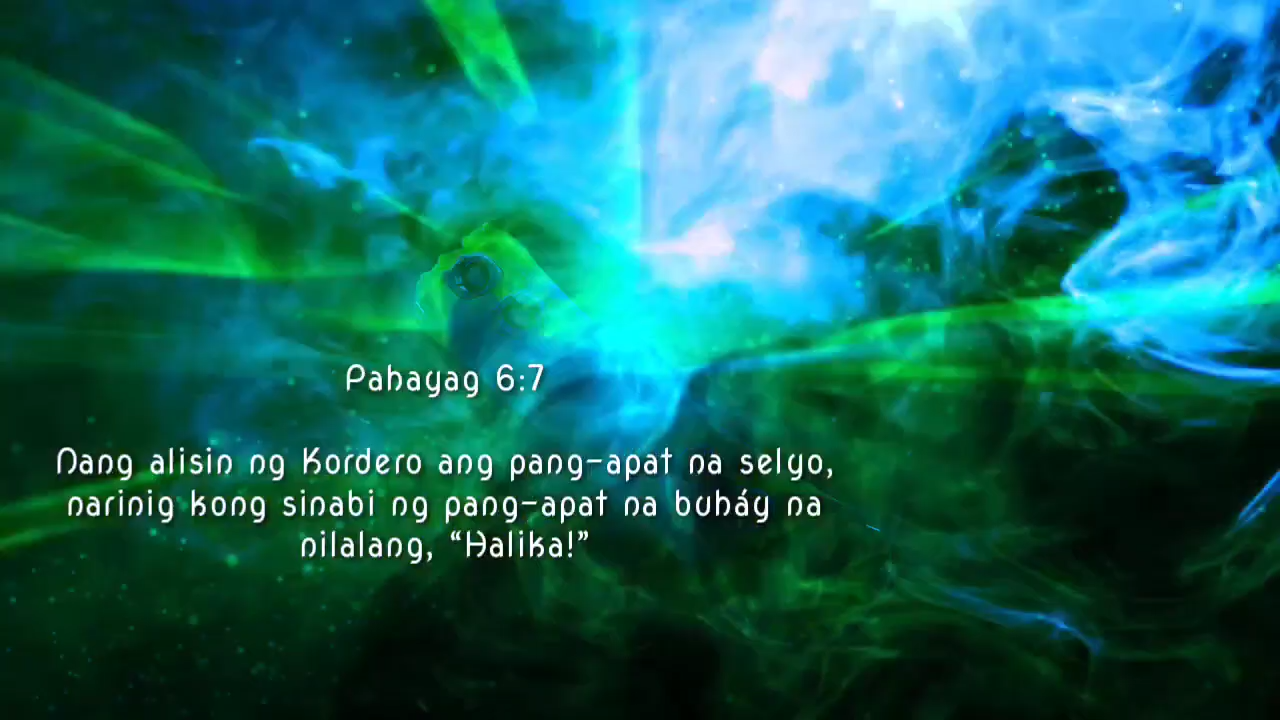 Pahayag 6:7
Nang alisin ng Kordero ang pang-apat na selyo,
narinig kong sinabi ng pang-apat na buháy na
nilalang, “Halika!”